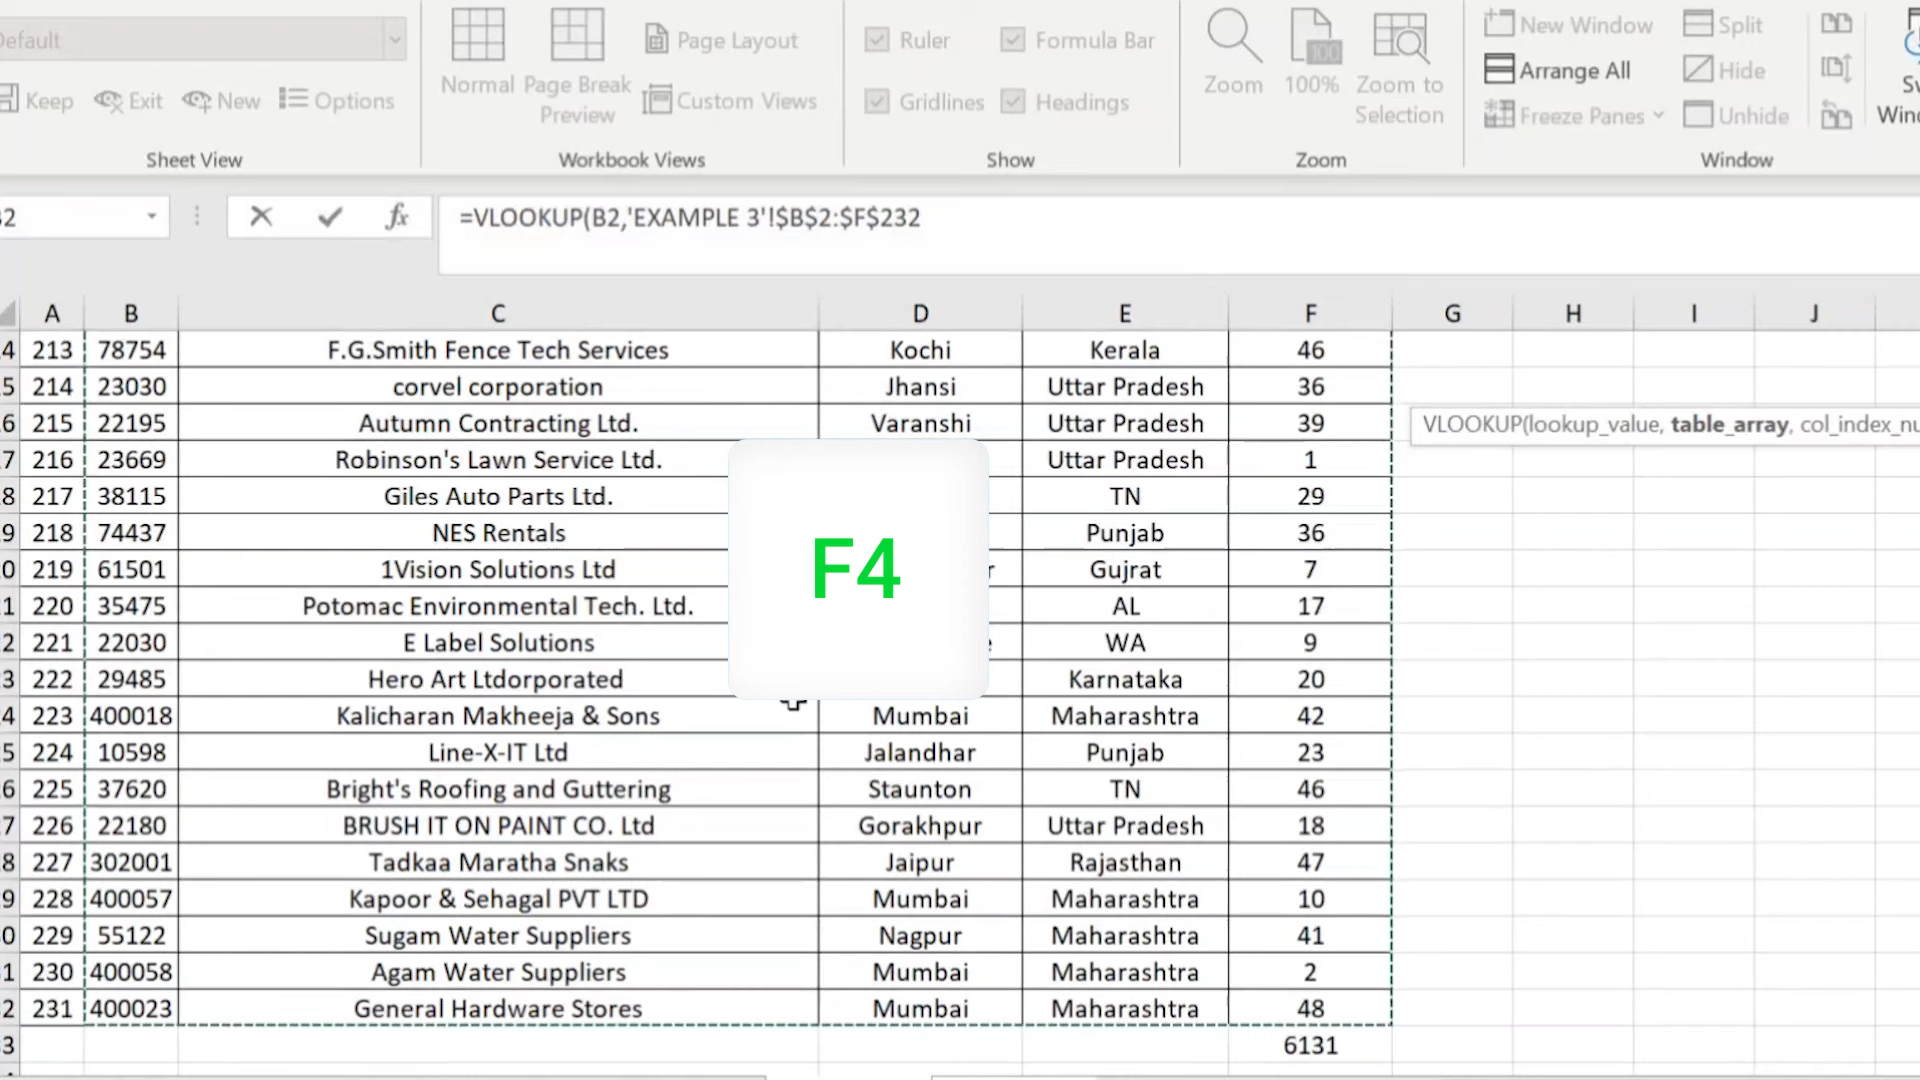 Default
Keep Exit New Options
Sheet View
Normal
Page Break Preview
Page Layout
Custom Views
Workbook Views
Ruler
Formula Bar
Gridlines
Headings
Show
Zoom
100%
100
Zoom to Selection
Zoom
New Window
Arrange All
Freeze Panes
Split
Hide
Unhide
Window
=VLOOKUP(B2,'EXAMPLE 3'!$B$2:$F$232
fx
A B C D E F G H I J
213 78754 F.G.Smith Fence Tech Services Kochi Kerala 46
214 23030 corvel corporation Jhansi Uttar Pradesh 36
215 22195 Autumn Contracting Ltd. Varanshi Uttar Pradesh 39
VLOOKUP(lookup_value, table_array, col_index_nu
216 23669 Robinson's Lawn Service Ltd. Uttar Pradesh 1
217 38115 Giles Auto Parts Ltd. TN 29
218 74437 NES Rentals Punjab 36
219 61501 1Vision Solutions Ltd Gujrat 7
F4
220 35475 Potomac Environmental Tech. Ltd. AL 17
221 22030 E Label Solutions WA 9
222 29485 Hero Art Ltdorporated Karnataka 20
223 400018 Kalicharan Makheeja & Sons Mumbai Maharashtra 42
224 10598 Line-X-IT Ltd Jalandhar Punjab 23
225 37620 Bright's Roofing and Guttering Staunton TN 46
226 22180 BRUSH IT ON PAINT CO. Ltd Gorakhpur Uttar Pradesh 18
227 302001 Tadkaa Maratha Snaks Jaipur Rajasthan 47
228 400057 Kapoor & Sehagal PVT LTD Mumbai Maharashtra 10
229 55122 Sugam Water Suppliers Nagpur Maharashtra 41
230 400058 Agam Water Suppliers Mumbai Maharashtra 2
231 400023 General Hardware Stores Mumbai Maharashtra 48
6131